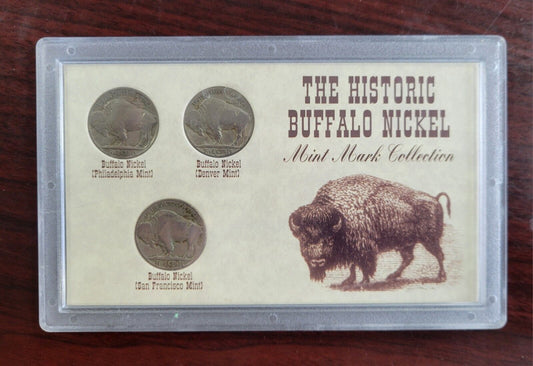 THE HISTORIC
BUFFALO NICKEL
Mint Mark Collection
Buffalo Nickel
(Philadelphia Mint)
Buffalo Nickel
(Denver Mint)
Buffalo Nickel
(San Francisco Mint)